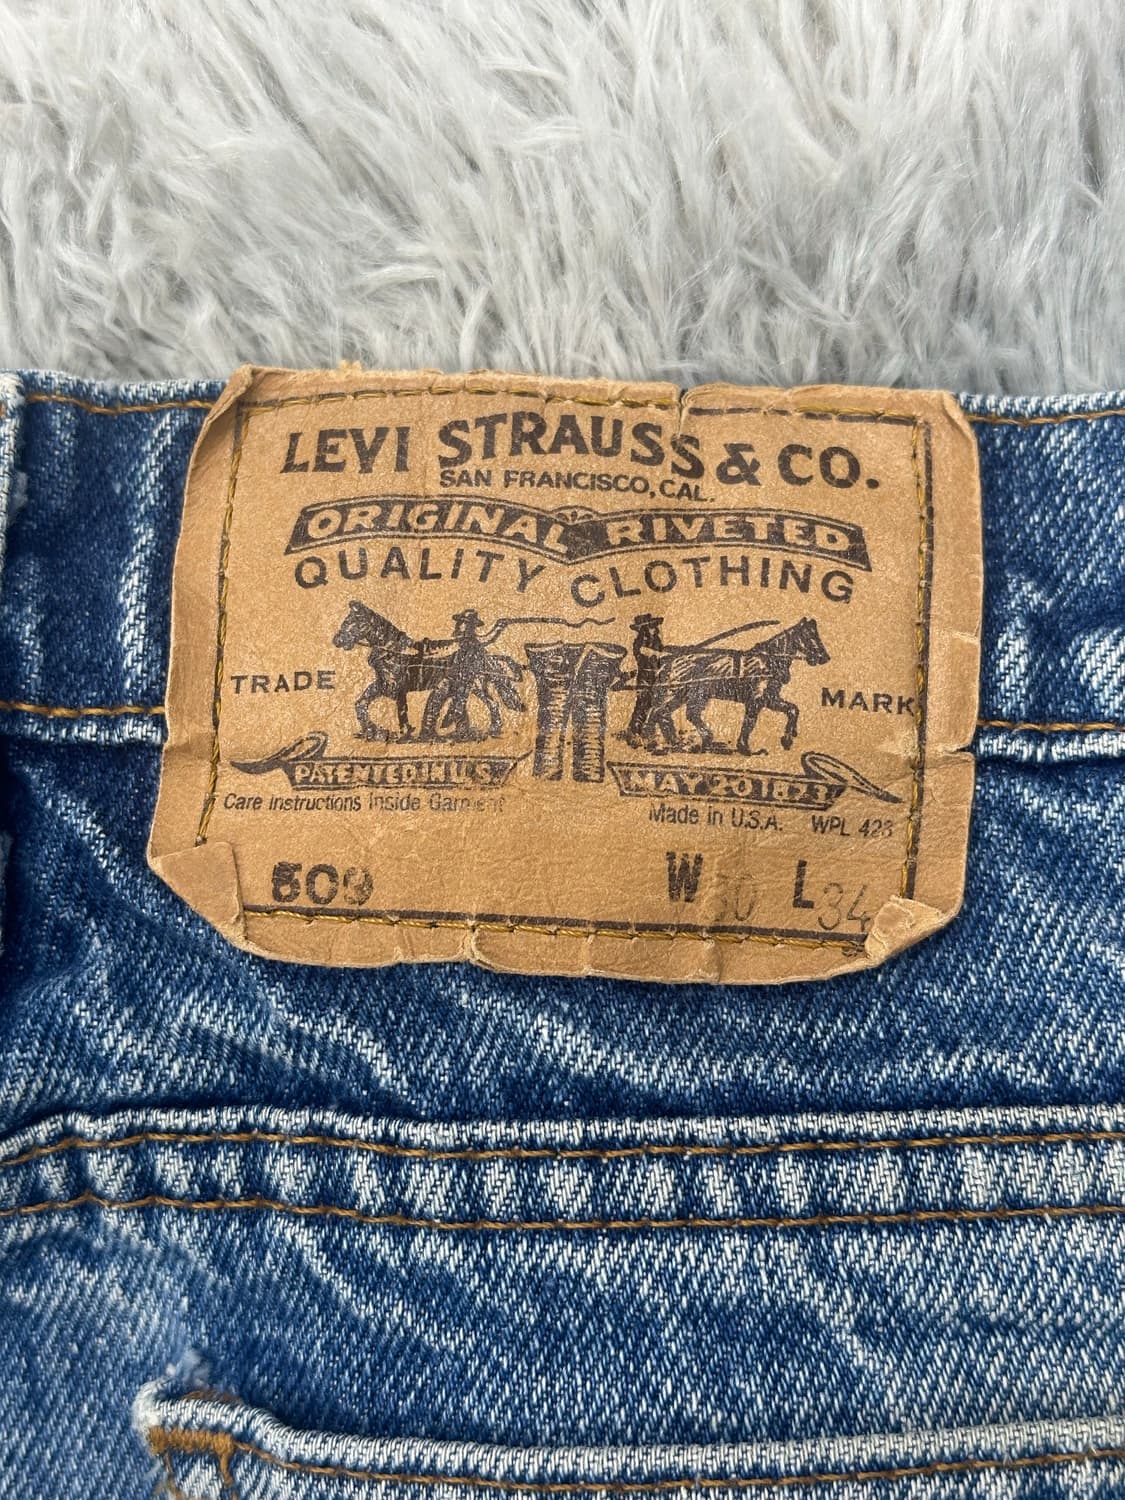 LEVI STRAUSS & CO.
SAN FRANCISCO, CAL.
ORIGINAL RIVETED
QUALITY CLOTHING
TRADE MARK
PATENTED IN U.S. MAY 20 1873
Care instructions Inside Garment Made in U.S.A. WPL 423
509 W 30 L 34